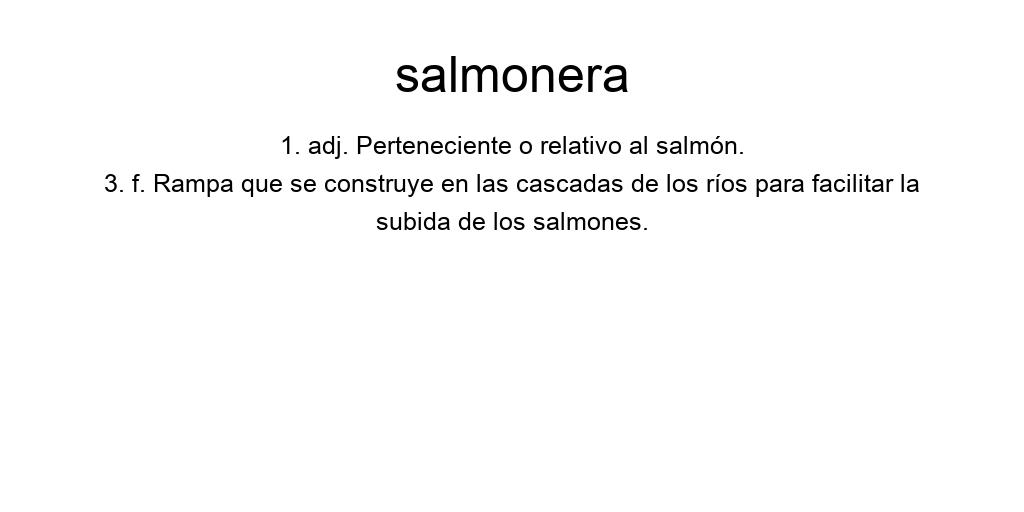 salmonera
1. adj. Perteneciente o relativo al salmón.
3. f. Rampa que se construye en las cascadas de los ríos para facilitar la
subida de los salmones.